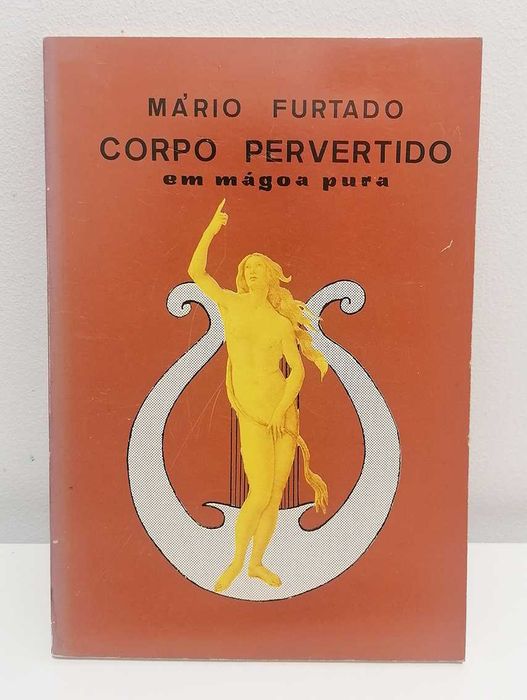 MÁRIO FURTADO
CORPO PERVERTIDO
em mágoa pura